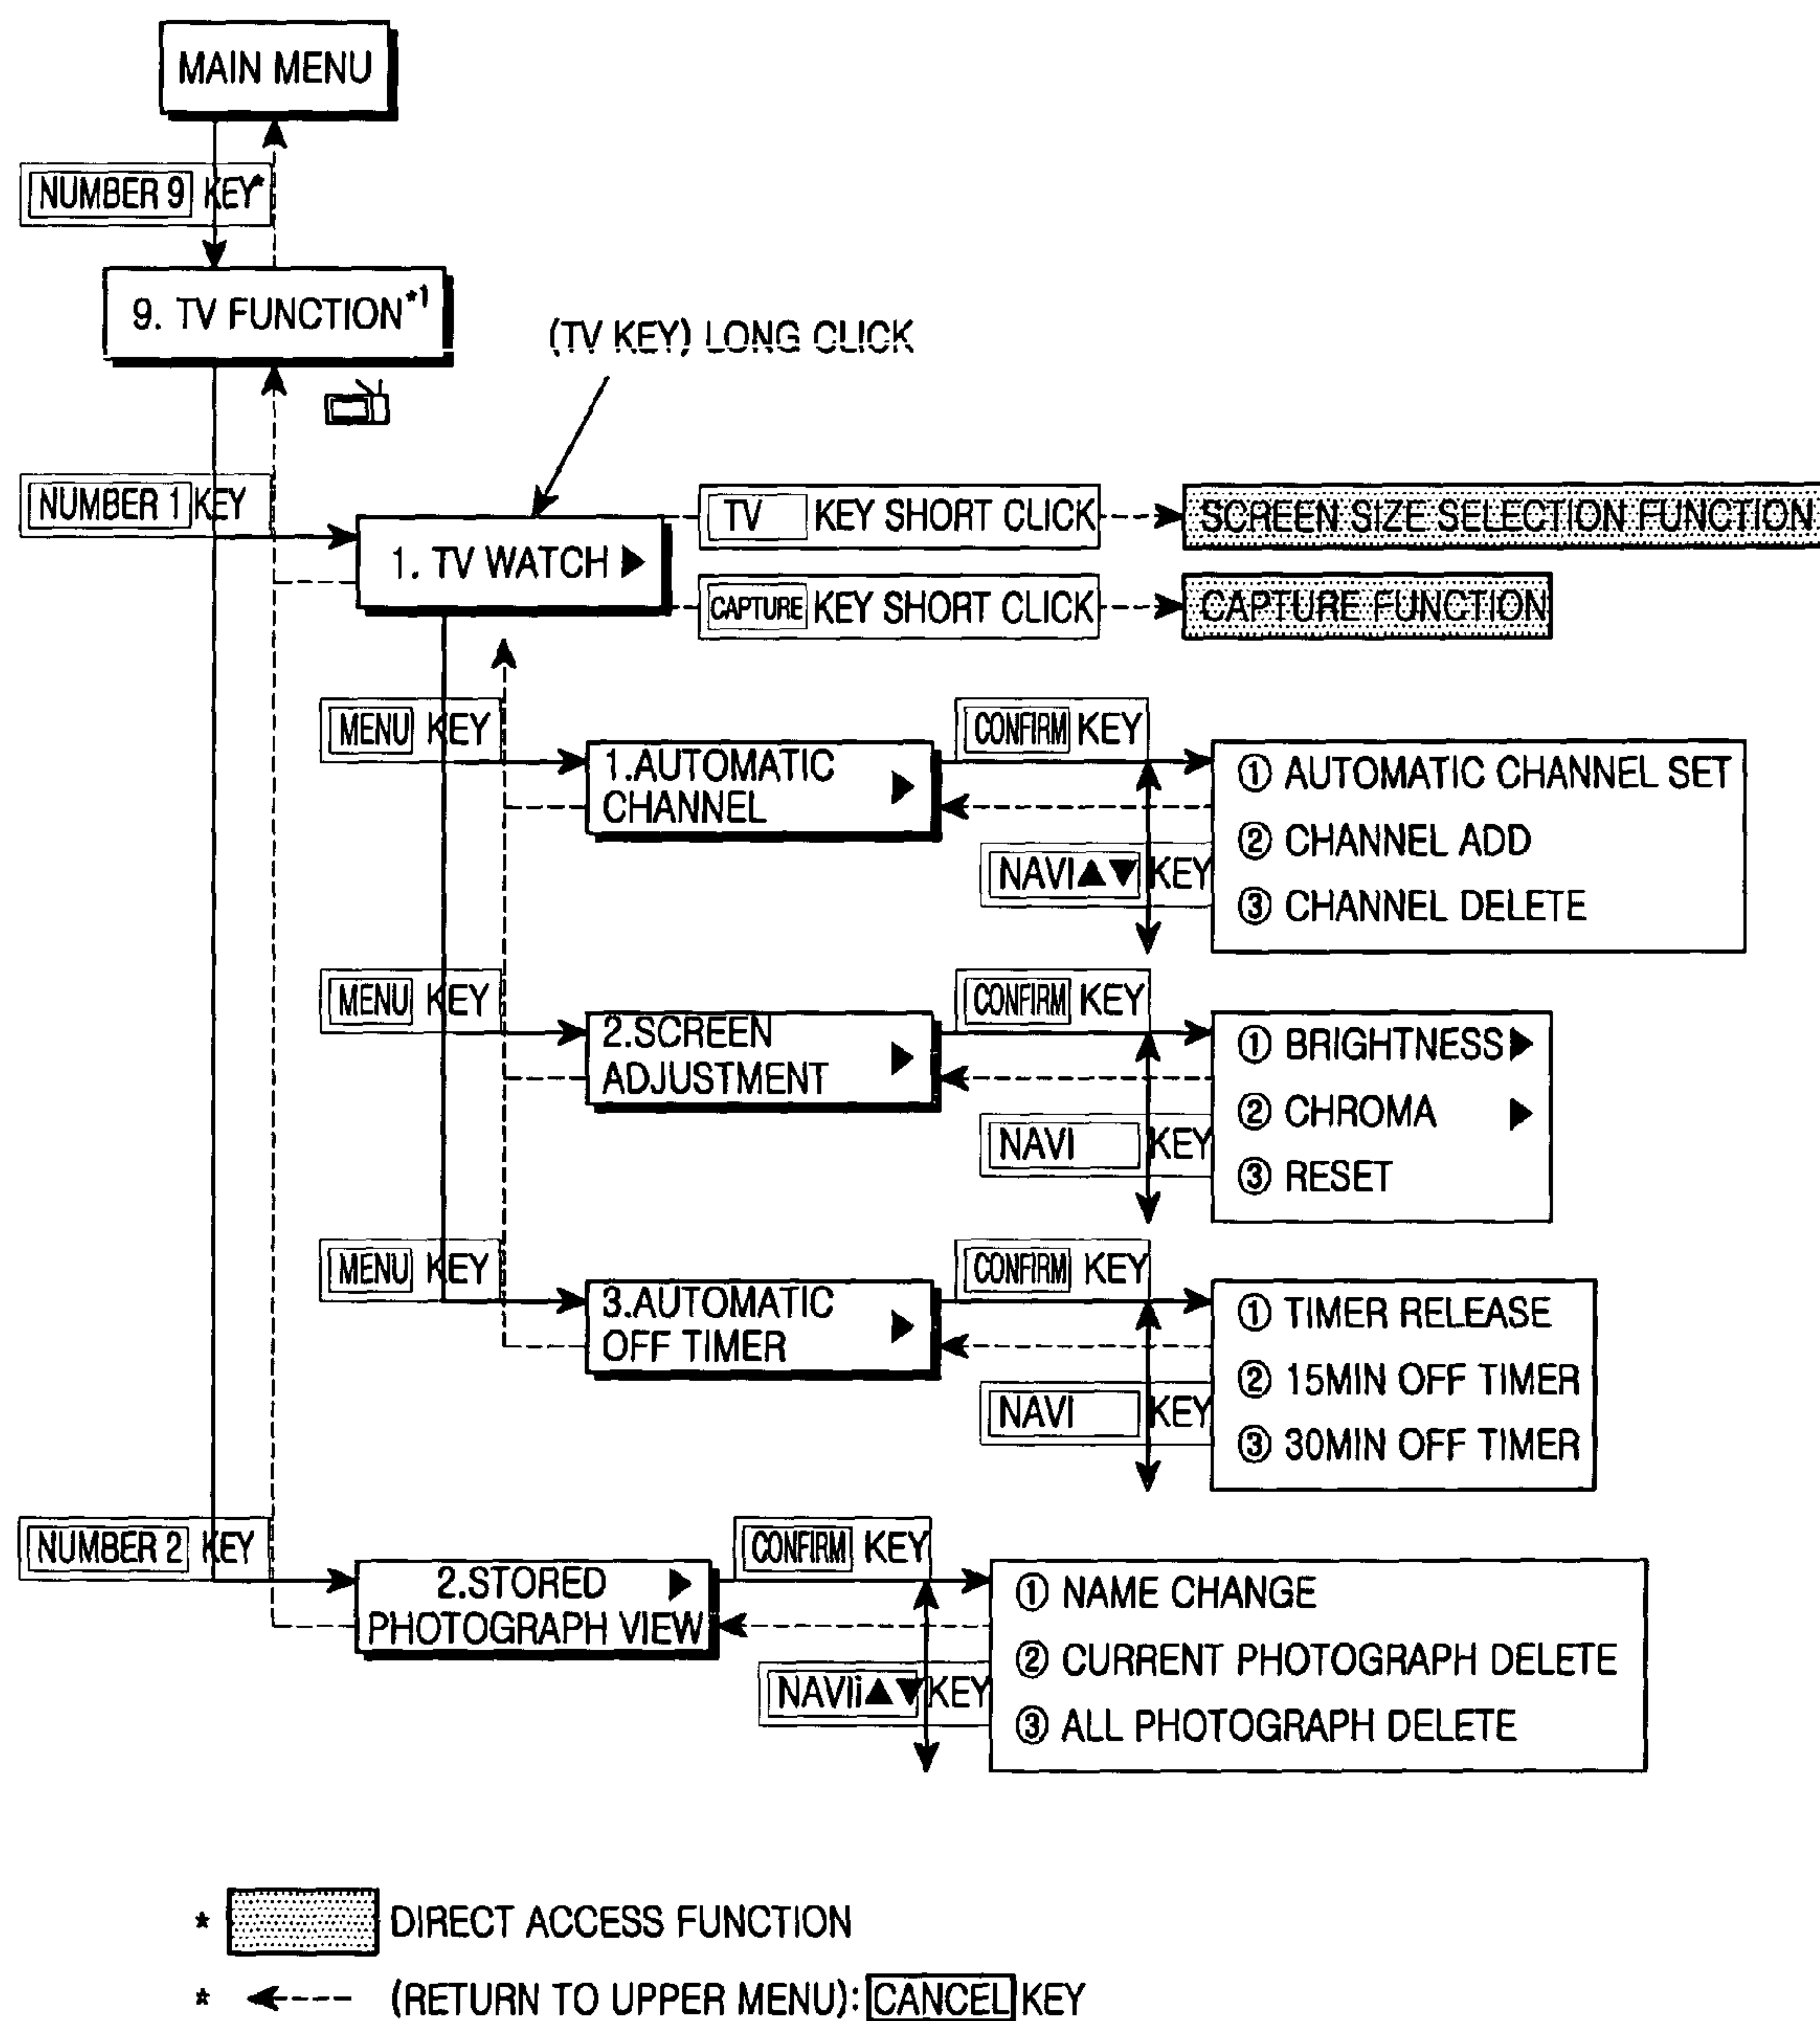 MAIN MENU
NUMBER 9 KEY*
9. TV FUNCTION*1
(TV KEY) LONG CLICK
NUMBER 1 KEY
1. TV WATCH ▶
TV KEY SHORT CLICK
SCREEN SIZE SELECTION FUNCTION
CAPTURE KEY SHORT CLICK
CAPTURE FUNCTION
MENU KEY
1.AUTOMATIC
CHANNEL ▶
CONFIRM KEY
NAVI▲▼ KEY
① AUTOMATIC CHANNEL SET
② CHANNEL ADD
③ CHANNEL DELETE
MENU KEY
2.SCREEN
ADJUSTMENT ▶
CONFIRM KEY
NAVI KEY
① BRIGHTNESS▶
② CHROMA ▶
③ RESET
MENU KEY
3.AUTOMATIC
OFF TIMER ▶
CONFIRM KEY
NAVI KEY
① TIMER RELEASE
② 15MIN OFF TIMER
③ 30MIN OFF TIMER
NUMBER 2 KEY
2.STORED ▶
PHOTOGRAPH VIEW
CONFIRM KEY
NAVIi▲▼ KEY
① NAME CHANGE
② CURRENT PHOTOGRAPH DELETE
③ ALL PHOTOGRAPH DELETE
* DIRECT ACCESS FUNCTION
* (RETURN TO UPPER MENU): CANCEL KEY